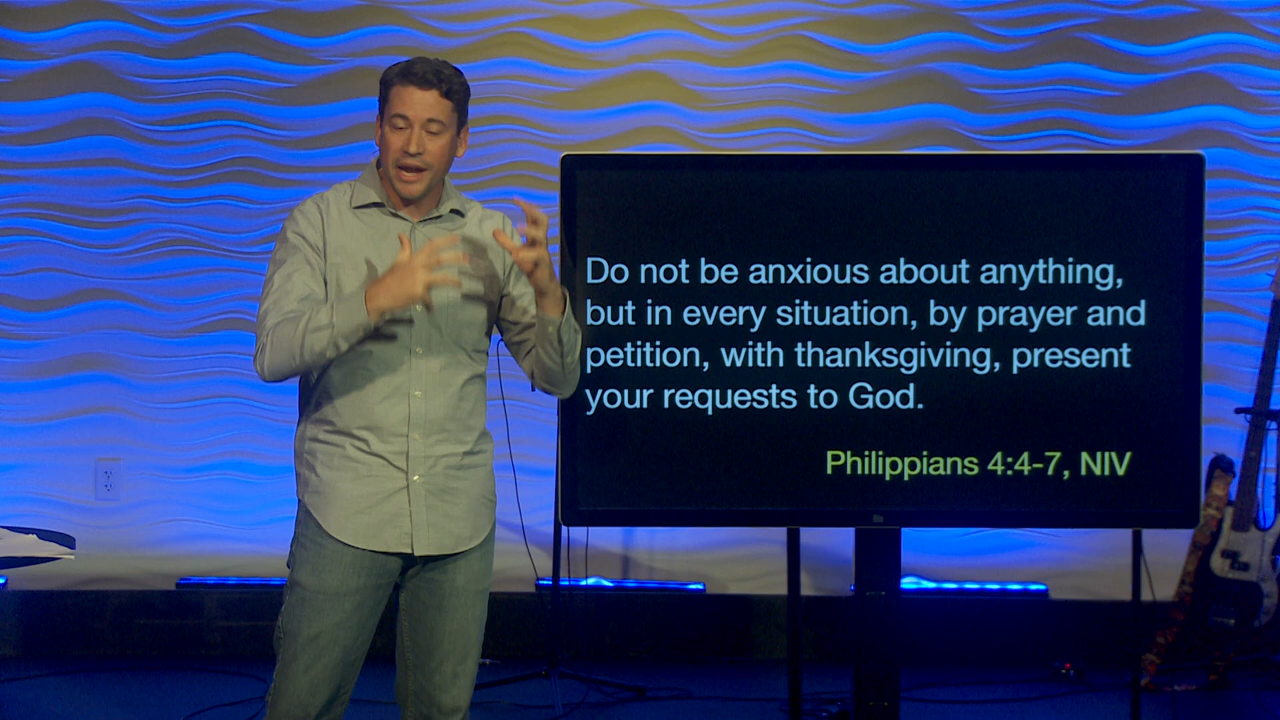 Do not be anxious about anything,
but in every situation, by prayer and
petition, with thanksgiving, present
your requests to God.
Philippians 4:4-7, NIV